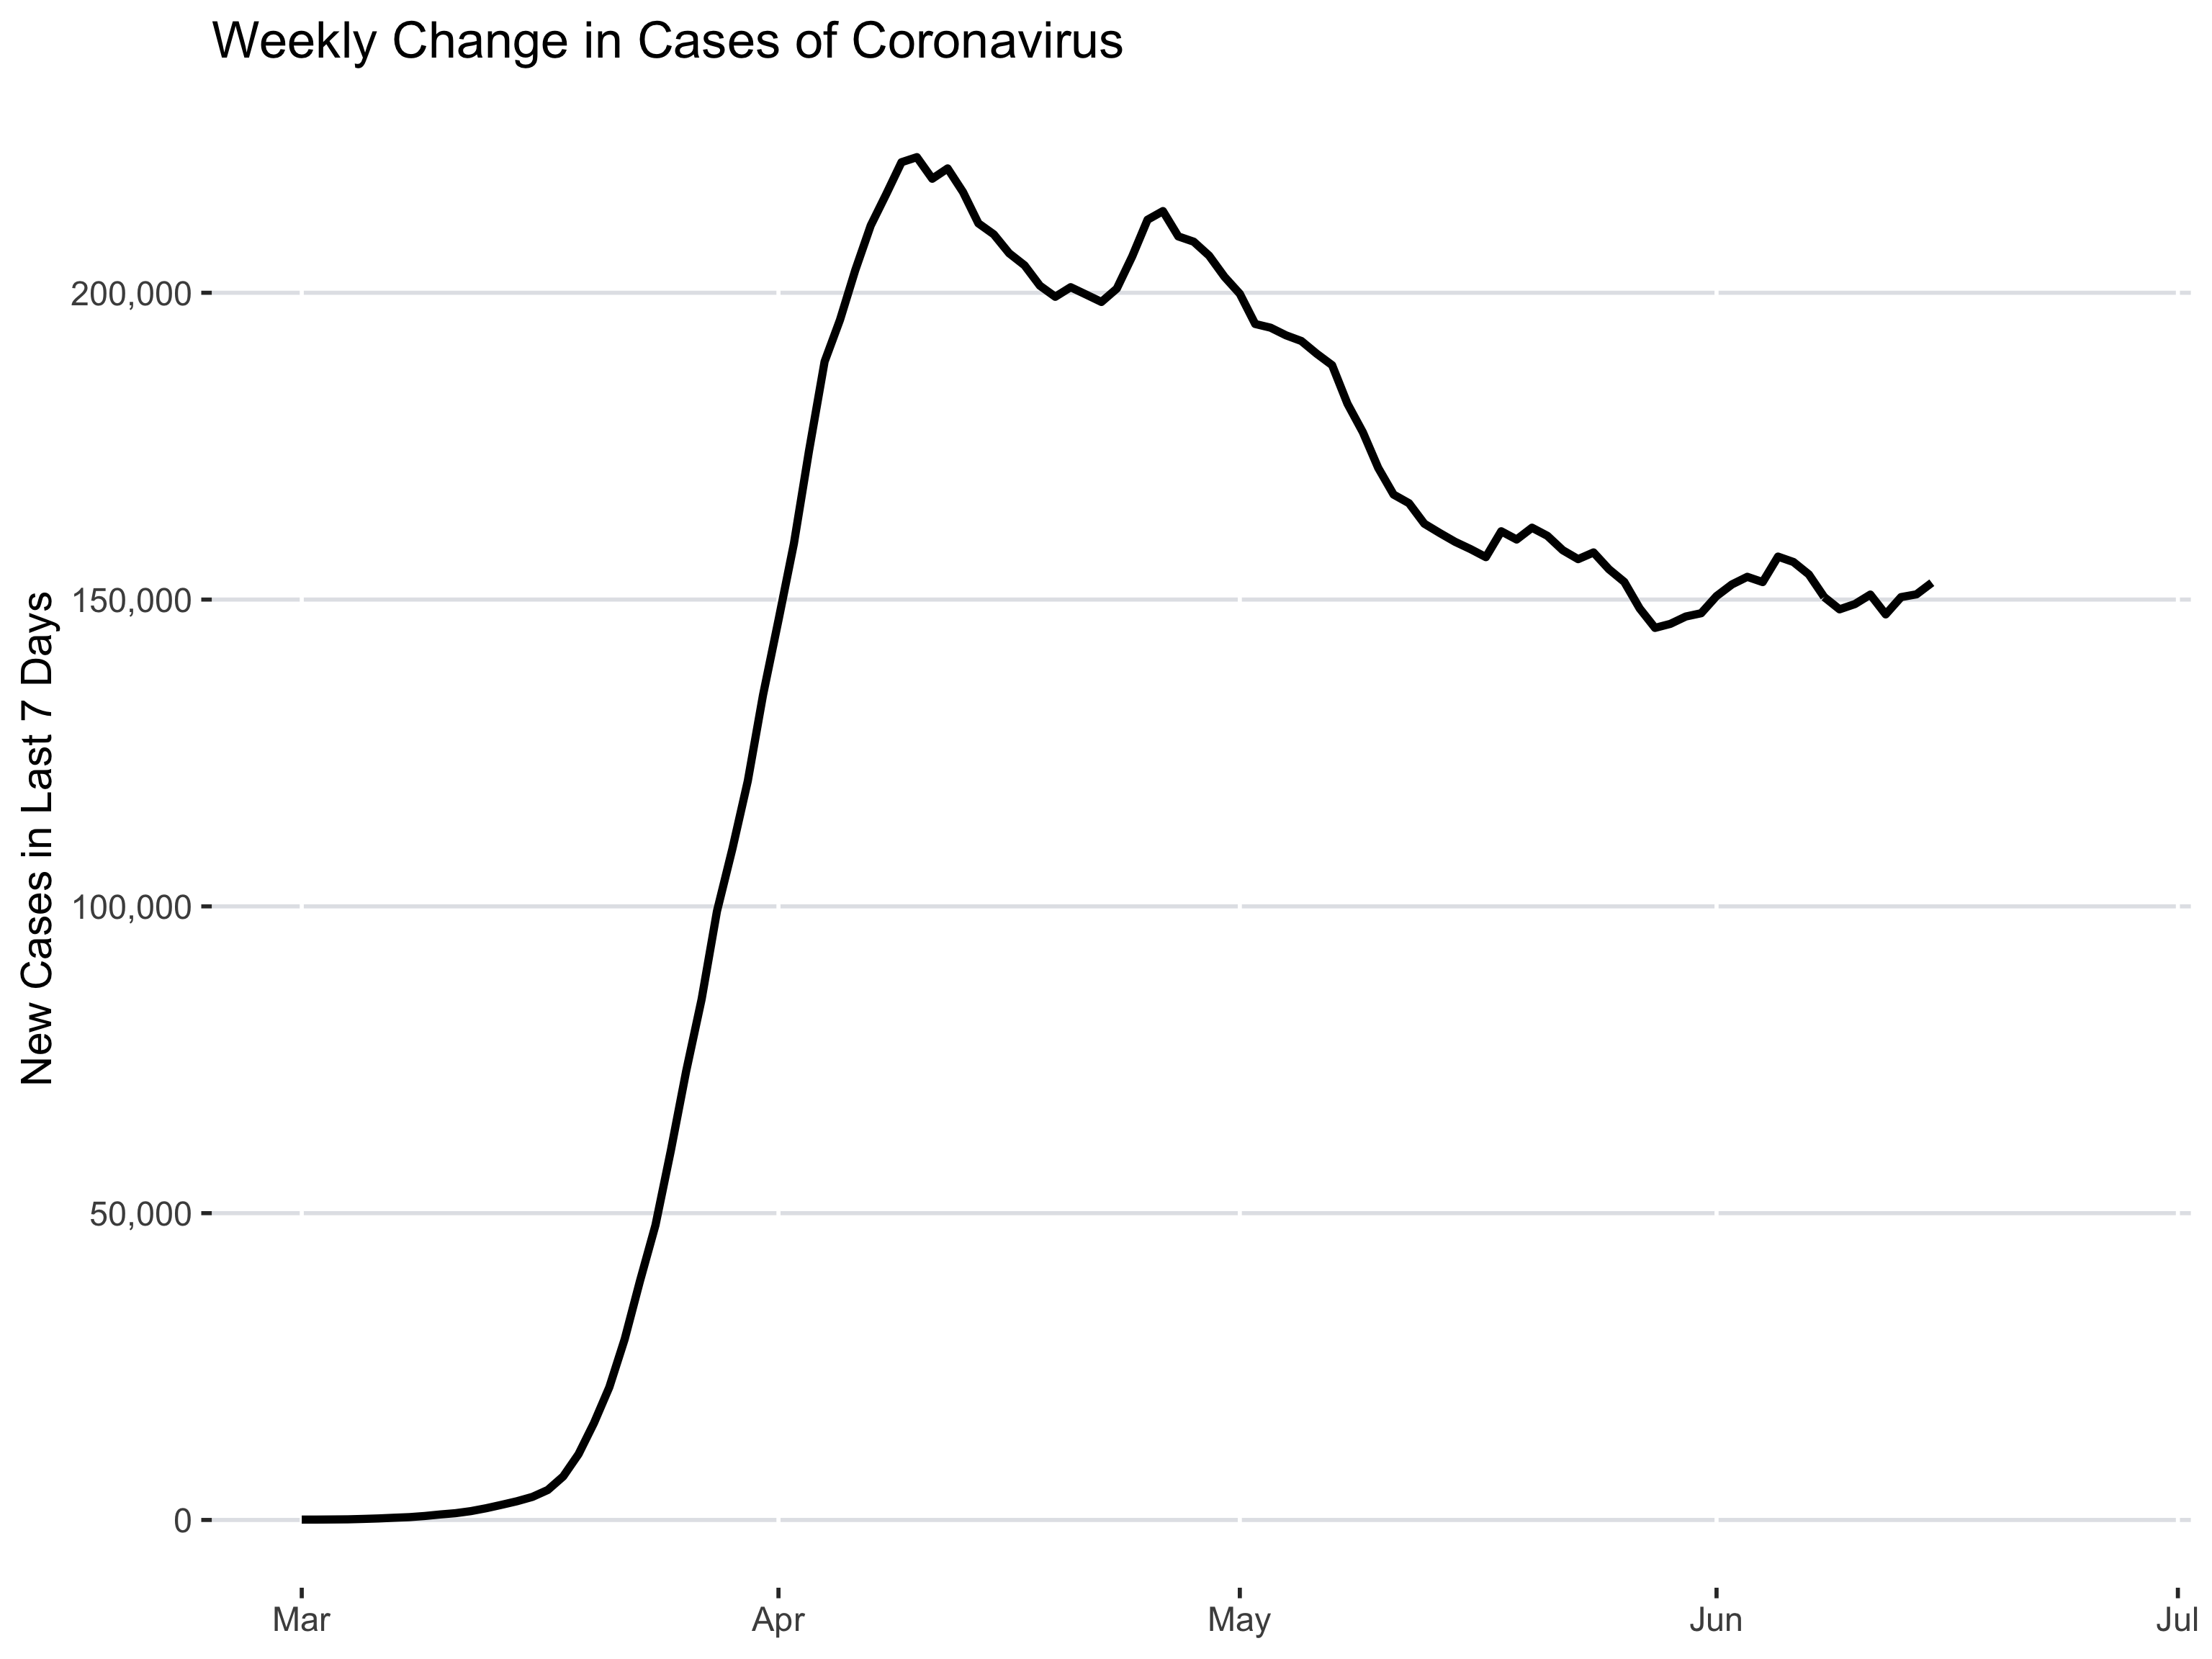 Weekly Change in Cases of Coronavirus
New Cases in Last 7 Days
200,000
150,000
100,000
50,000
0
Mar
Apr
May
Jun
Jul